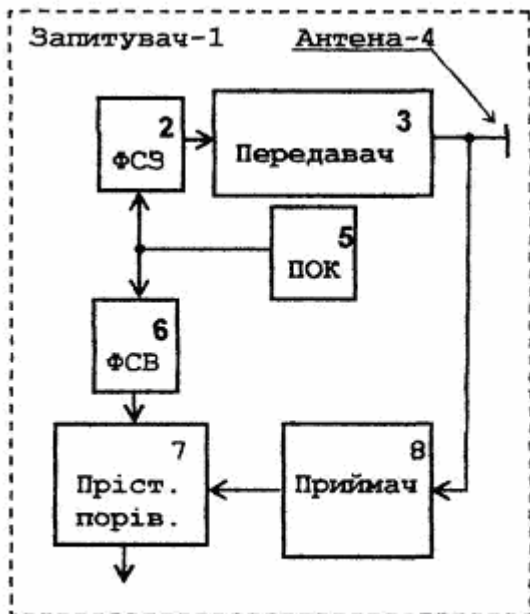 Запитувач-1
Антена-4
2
ФСЗ
3
Передавач
5
ПОК
6
ФСВ
7
Пріст.
порів.
8
Приймач